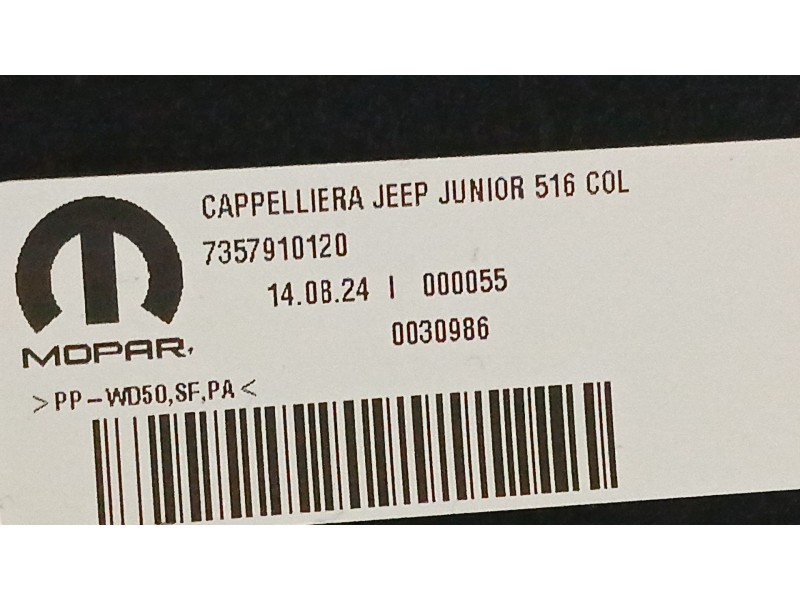 CAPPELLIERA JEEP JUNIOR 516 COL
7357910120
14.08.24 | 000055
0030986
MOPAR
>PP-WD50,SF,PA<